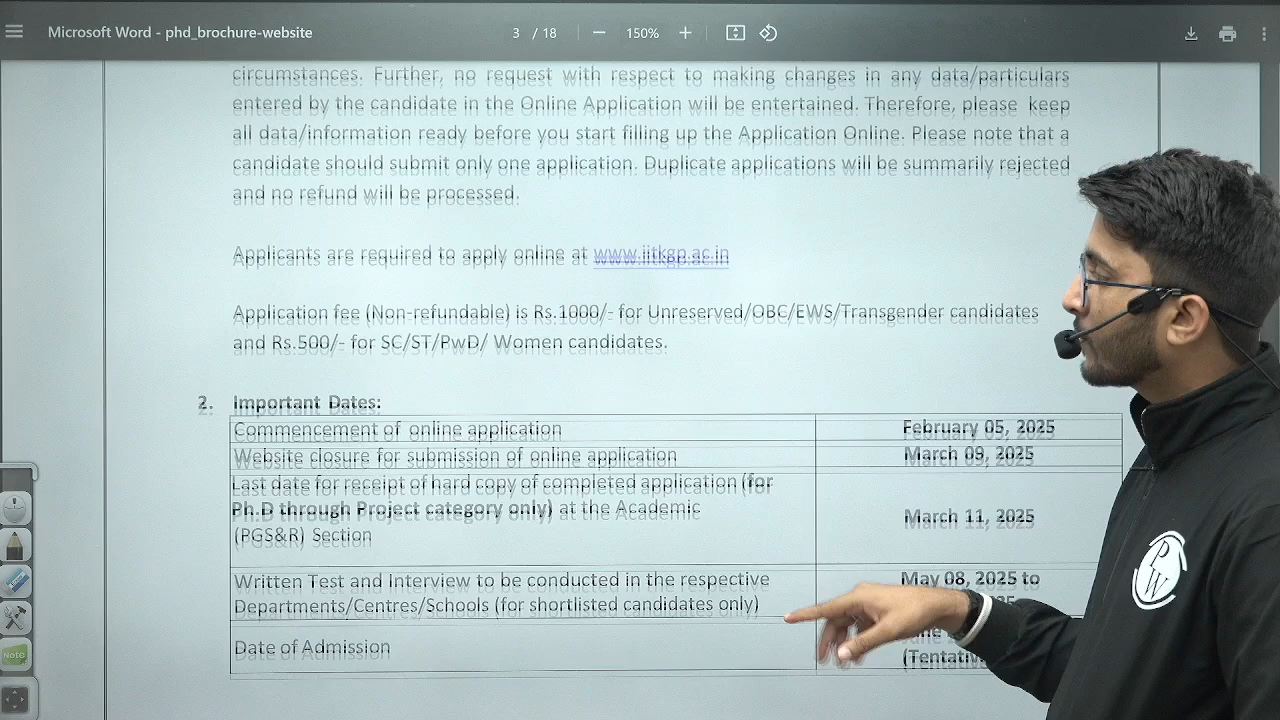 Microsoft Word - phd_brochure-website
3 / 18
150%
circumstances. Further, no request with respect to making changes in any data/particulars
entered by the candidate in the Online Application will be entertained. Therefore, please keep
all data/information ready before you start filling up the Application Online. Please note that a
candidate should submit only one application. Duplicate applications will be summarily rejected
and no refund will be processed.
Applicants are required to apply online at www.iitkgp.ac.in
Application fee (Non-refundable) is Rs.1000/- for Unreserved/OBC/EWS/Transgender candidates
and Rs.500/- for SC/ST/PwD/ Women candidates.
2. Important Dates:
Commencement of online application February 05, 2025
Website closure for submission of online application March 09, 2025
Last date for receipt of hard copy of completed application (for
Ph.D through Project category only) at the Academic
(PGS&R) Section
March 11, 2025
Written Test and Interview to be conducted in the respective
Departments/Centres/Schools (for shortlisted candidates only)
May 08, 2025 to
Date of Admission
(Tentative
Note
PW